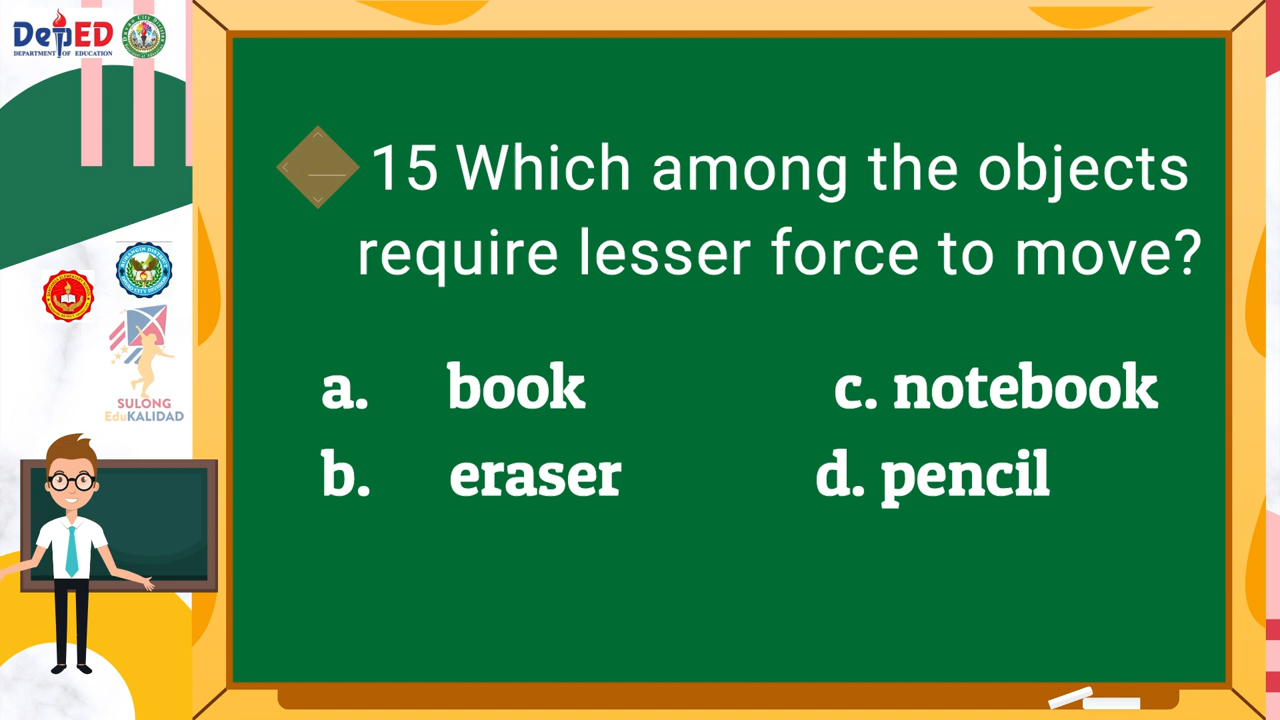 DepED
DEPARTMENT OF EDUCATION
15 Which among the objects
require lesser force to move?
a. book c. notebook
b. eraser d. pencil
SULONG
EduKALIDAD